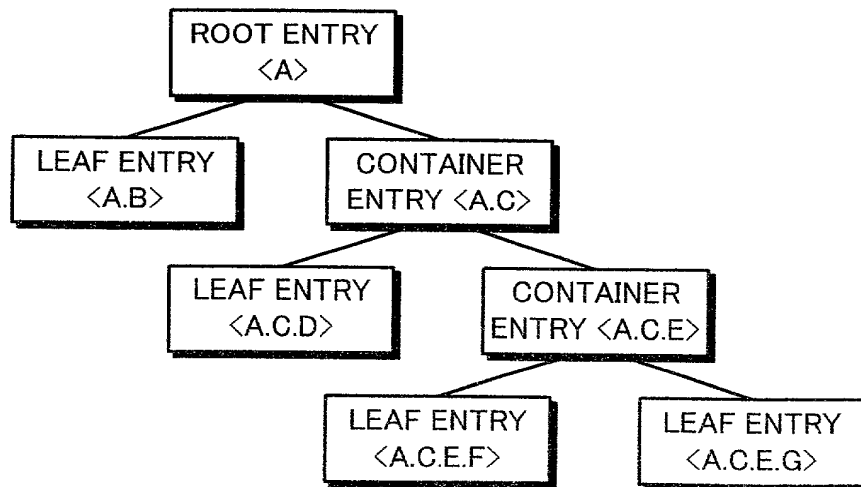 ROOT ENTRY
<A>
LEAF ENTRY
<A.B>
CONTAINER
ENTRY <A.C>
LEAF ENTRY
<A.C.D>
CONTAINER
ENTRY <A.C.E>
LEAF ENTRY
<A.C.E.F>
LEAF ENTRY
<A.C.E.G>